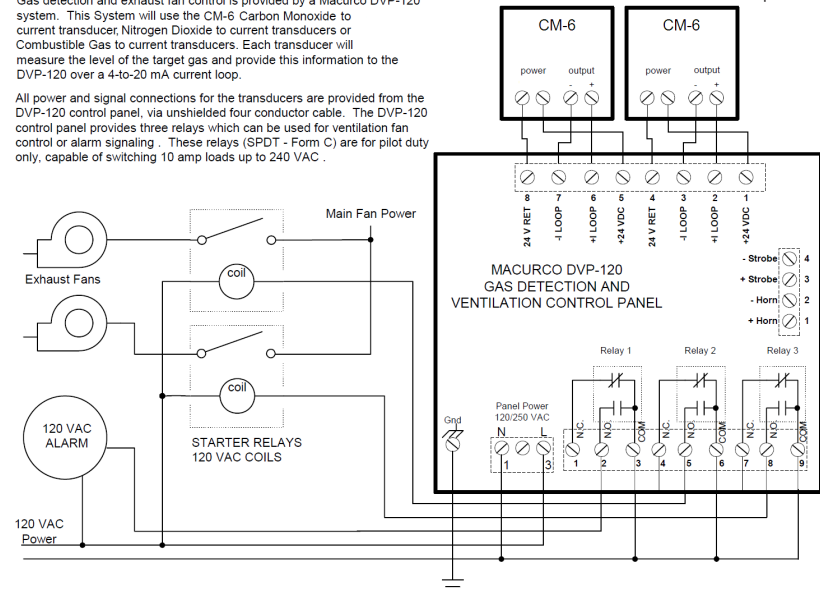 Gas detection and exhaust fan control is provided by a Macurco DVP-120
system. This System will use the CM-6 Carbon Monoxide to
current transducer, Nitrogen Dioxide to current transducers or
Combustible Gas to current transducers. Each transducer will
measure the level of the target gas and provide this information to the
DVP-120 over a 4-to-20 mA current loop.
All power and signal connections for the transducers are provided from the
DVP-120 control panel, via unshielded four conductor cable. The DVP-120
control panel provides three relays which can be used for ventilation fan
control or alarm signaling . These relays (SPDT - Form C) are for pilot duty
only, capable of switching 10 amp loads up to 240 VAC .
CM-6
power output
- +
CM-6
power output
- +
8 7 6 5 4 3 2 1
24 V RET
-I LOOP
+I LOOP
+24 VDC
24 V RET
-I LOOP
+I LOOP
+24 VDC
Main Fan Power
Exhaust Fans
coil
coil
STARTER RELAYS
120 VAC COILS
120 VAC
ALARM
120 VAC
Power
MACURCO DVP-120
GAS DETECTION AND
VENTILATION CONTROL PANEL
- Strobe 4
+ Strobe 3
- Horn 2
+ Horn 1
Relay 1 Relay 2 Relay 3
Gnd
Panel Power
120/250 VAC
N L
1 3
N.C. N.O. COM N.C. N.O. COM N.C. N.O. COM
1 2 3 4 5 6 7 8 9